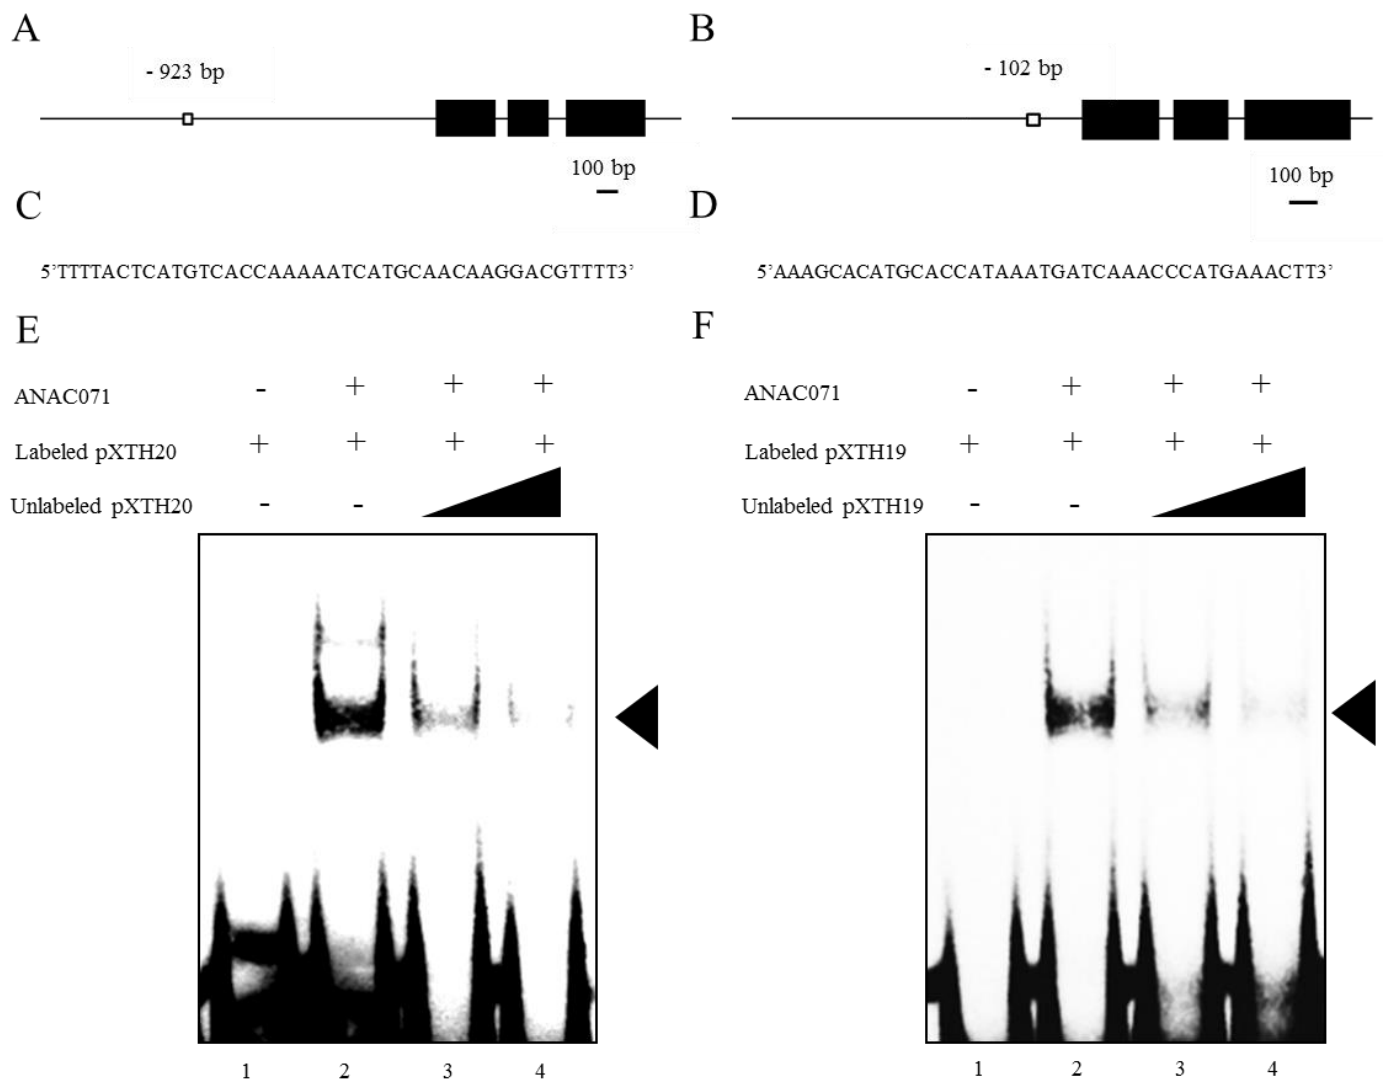 A
B
- 923 bp
- 102 bp
100 bp
100 bp
C
D
5’TTTTACTCATGTCACCAAAAATCATGCAACAAGGACGTTTT3’
5’AAAGCACATGCACCATAAATGATCAAACCCATGAAACTT3’
E
F
ANAC071 - + + +
Labeled pXTH20 + + + +
Unlabeled pXTH20 - -
ANAC071 - + + +
Labeled pXTH19 + + + +
Unlabeled pXTH19 - -
1 2 3 4
1 2 3 4